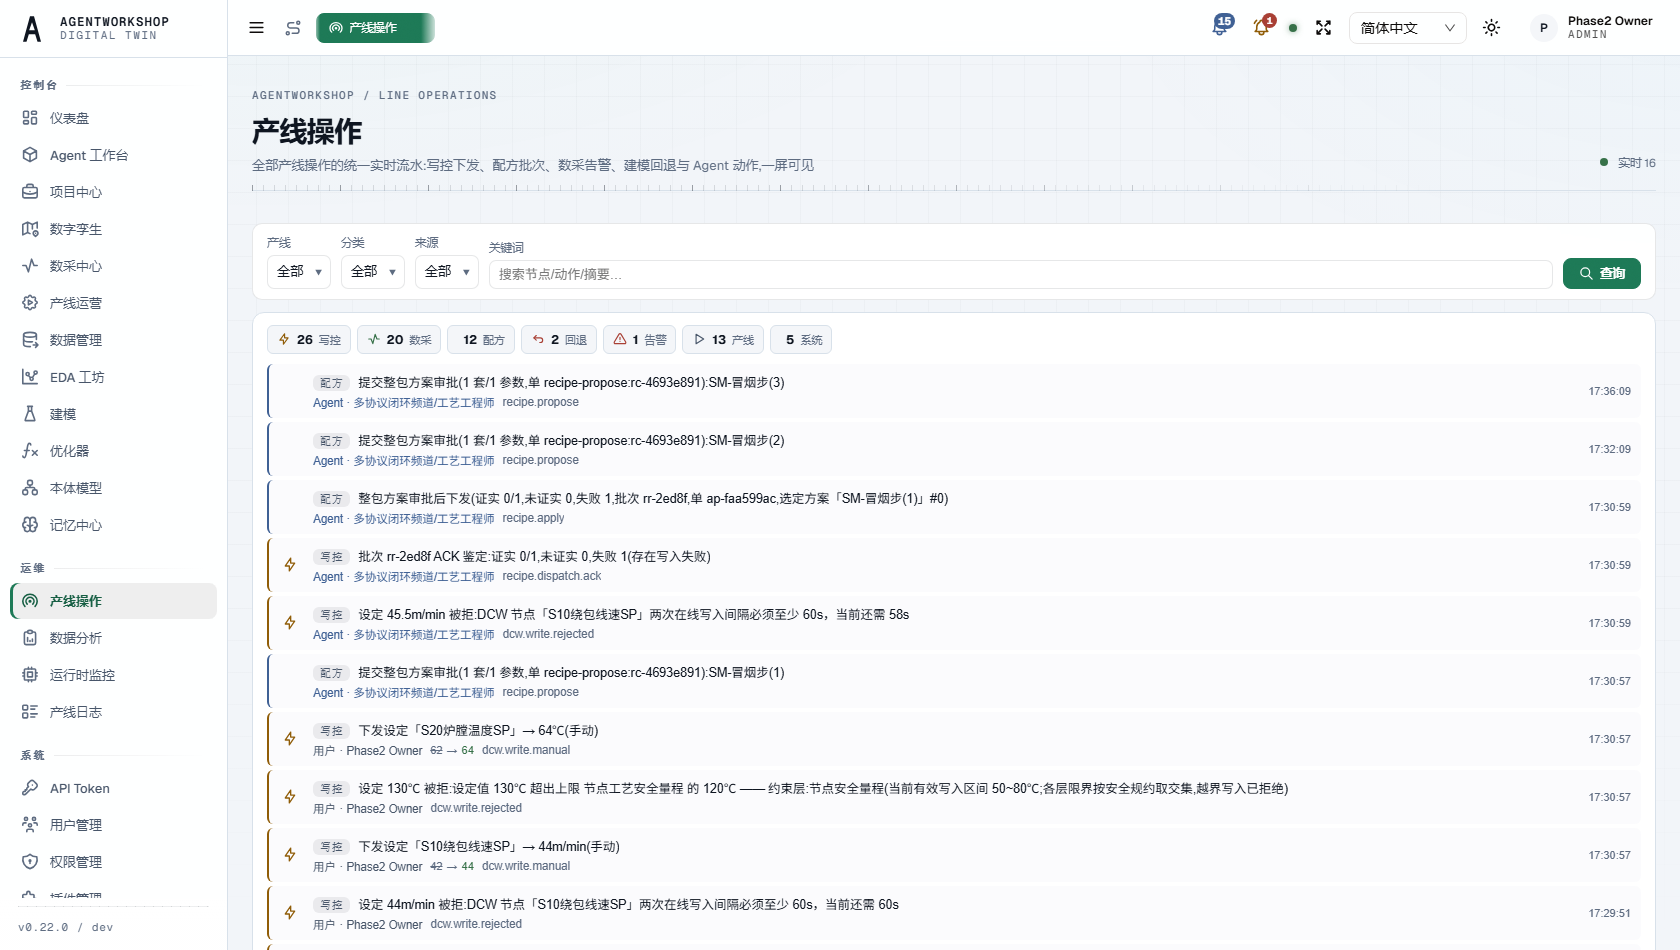 AGENTWORKSHOP
DIGITAL TWIN
控制台
仪表盘
Agent 工作台
项目中心
数字孪生
数采中心
产线运营
数据管理
EDA 工坊
建模
优化器
本体模型
记忆中心
运维
产线操作
数据分析
运行时监控
产线日志
系统
API Token
用户管理
权限管理
插件管理
v0.22.0 / dev
产线操作
15
1
简体中文
P
Phase2 Owner
ADMIN
AGENTWORKSHOP / LINE OPERATIONS
产线操作
全部产线操作的统一实时流水:写控下发、配方批次、数采告警、建模回退与 Agent 动作,一屏可见
实时 16
产线
分类
来源
关键词
全部
全部
全部
搜索节点/动作/摘要…
查询
26 写控
20 数采
12 配方
2 回退
1 告警
13 产线
5 系统
配方 提交整包方案审批(1 套/1 参数,单 recipe-propose:rc-4693e891):SM-冒烟步(3)
Agent · 多协议闭环频道/工艺工程师 recipe.propose
17:36:09
配方 提交整包方案审批(1 套/1 参数,单 recipe-propose:rc-4693e891):SM-冒烟步(2)
Agent · 多协议闭环频道/工艺工程师 recipe.propose
17:32:09
配方 整包方案审批后下发(证实 0/1,未证实 0,失败 1,批次 rr-2ed8f,单 ap-faa599ac,选定方案「SM-冒烟步(1)」#0)
Agent · 多协议闭环频道/工艺工程师 recipe.apply
17:30:59
写控 批次 rr-2ed8f ACK 鉴定:证实 0/1,未证实 0,失败 1(存在写入失败)
Agent · 多协议闭环频道/工艺工程师 recipe.dispatch.ack
17:30:59
写控 设定 45.5m/min 被拒:DCW 节点「S10绕包线速SP」两次在线写入间隔必须至少 60s，当前还需 58s
Agent · 多协议闭环频道/工艺工程师 dcw.write.rejected
17:30:59
配方 提交整包方案审批(1 套/1 参数,单 recipe-propose:rc-4693e891):SM-冒烟步(1)
Agent · 多协议闭环频道/工艺工程师 recipe.propose
17:30:57
写控 下发设定「S20炉膛温度SP」→ 64℃(手动)
用户 · Phase2 Owner 62 → 64 dcw.write.manual
17:30:57
写控 设定 130℃ 被拒:设定值 130℃ 超出上限 节点工艺安全量程 的 120℃ —— 约束层:节点安全量程(当前有效写入区间 50~80℃;各层限界按安全规约取交集,越界写入已拒绝)
用户 · Phase2 Owner dcw.write.rejected
17:30:57
写控 下发设定「S10绕包线速SP」→ 44m/min(手动)
用户 · Phase2 Owner 42 → 44 dcw.write.manual
17:30:57
写控 设定 44m/min 被拒:DCW 节点「S10绕包线速SP」两次在线写入间隔必须至少 60s，当前还需 60s
用户 · Phase2 Owner dcw.write.rejected
17:29:51